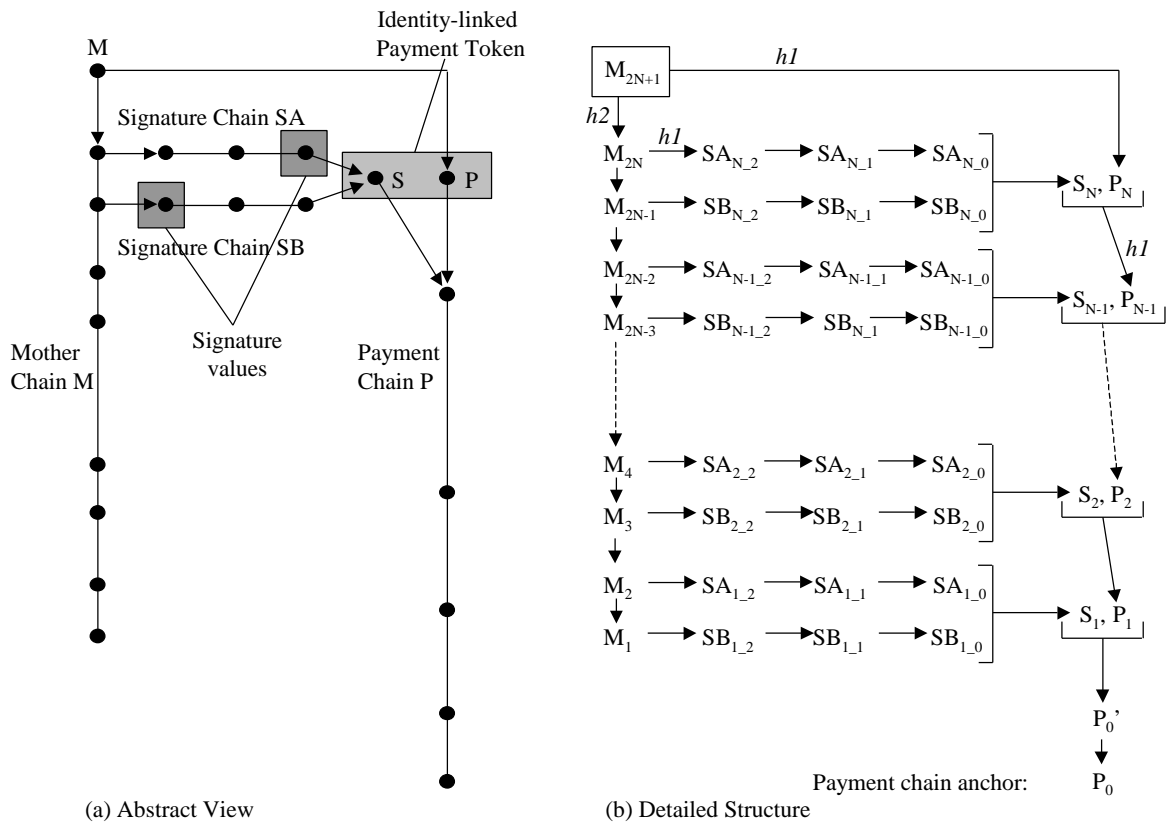 Identity-linked
Payment Token
M
Signature Chain SA
S
P
Signature Chain SB
Mother
Chain M
Signature
values
Payment
Chain P
(a) Abstract View
M2N+1
h1
h2
h1
M2N SAN_2 SAN_1 SAN_0
SN, PN
M2N-1 SBN_2 SBN_1 SBN_0
h1
M2N-2 SAN-1_2 SAN-1_1 SAN-1_0
SN-1, PN-1
M2N-3 SBN-1_2 SBN_1 SBN-1_0
M4 SA2_2 SA2_1 SA2_0
S2, P2
M3 SB2_2 SB2_1 SB2_0
M2 SA1_2 SA1_1 SA1_0
S1, P1
M1 SB1_2 SB1_1 SB1_0
P0’
Payment chain anchor: P0
(b) Detailed Structure